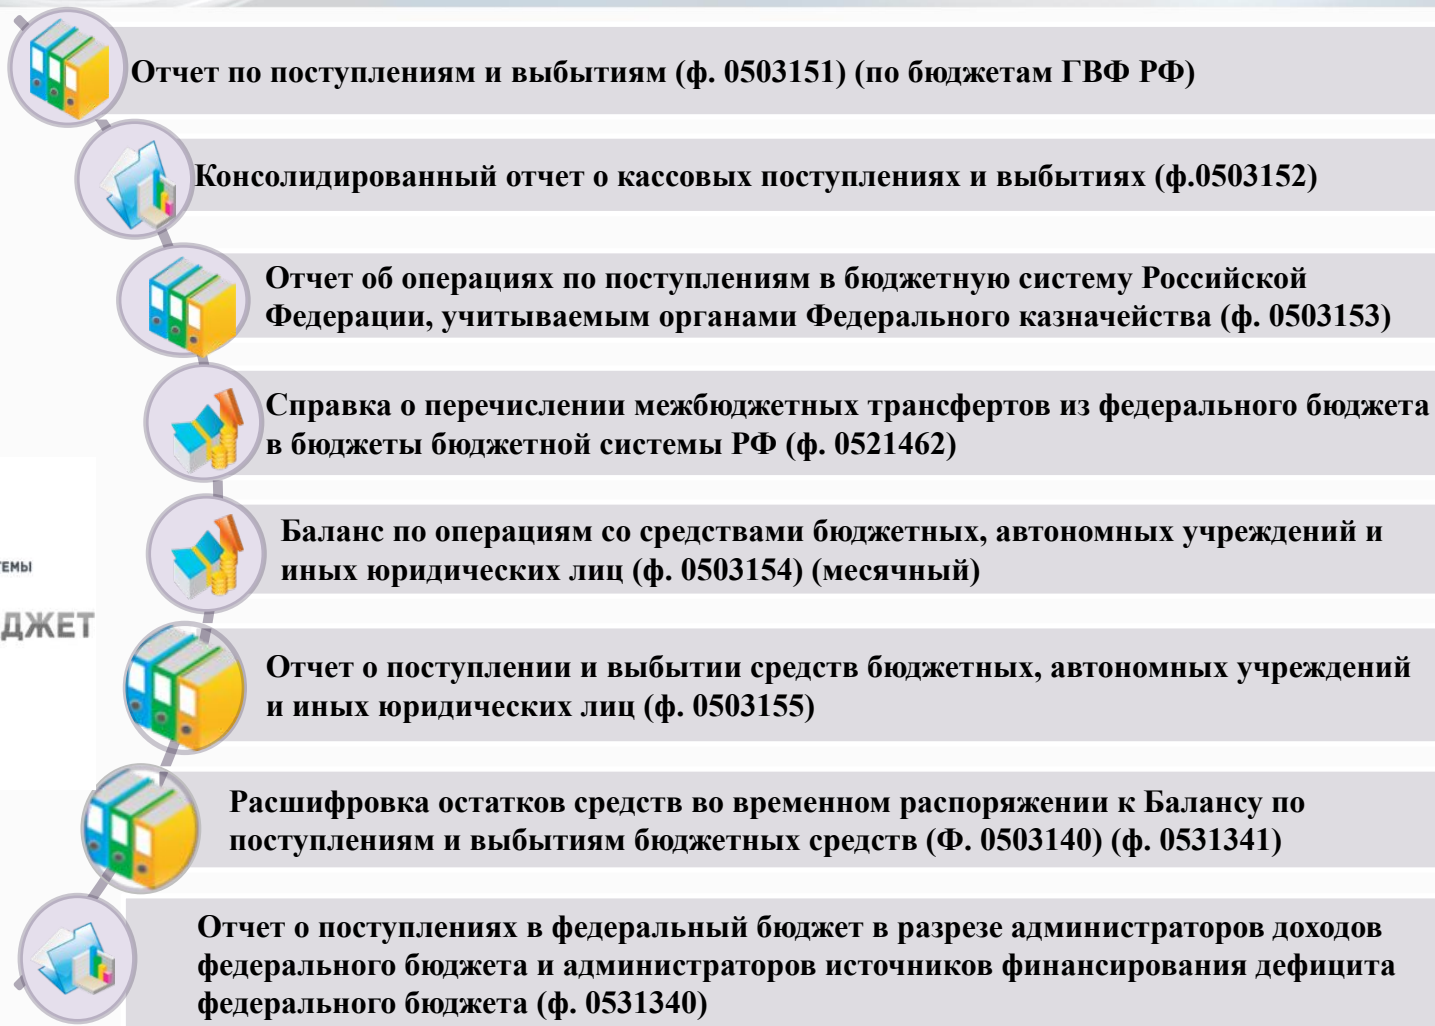 Отчет по поступлениям и выбытиям (ф. 0503151) (по бюджетам ГВФ РФ)
Консолидированный отчет о кассовых поступлениях и выбытиях (ф.0503152)
Отчет об операциях по поступлениям в бюджетную систему Российской
Федерации, учитываемым органами Федерального казначейства (ф. 0503153)
Справка о перечислении межбюджетных трансфертов из федерального бюджета
в бюджеты бюджетной системы РФ (ф. 0521462)
Баланс по операциям со средствами бюджетных, автономных учреждений и
иных юридических лиц (ф. 0503154) (месячный)
ТЕМЫ
ДЖЕТ
Отчет о поступлении и выбытии средств бюджетных, автономных учреждений
и иных юридических лиц (ф. 0503155)
Расшифровка остатков средств во временном распоряжении к Балансу по
поступлениям и выбытиям бюджетных средств (Ф. 0503140) (ф. 0531341)
Отчет о поступлениях в федеральный бюджет в разрезе администраторов доходов
федерального бюджета и администраторов источников финансирования дефицита
федерального бюджета (ф. 0531340)